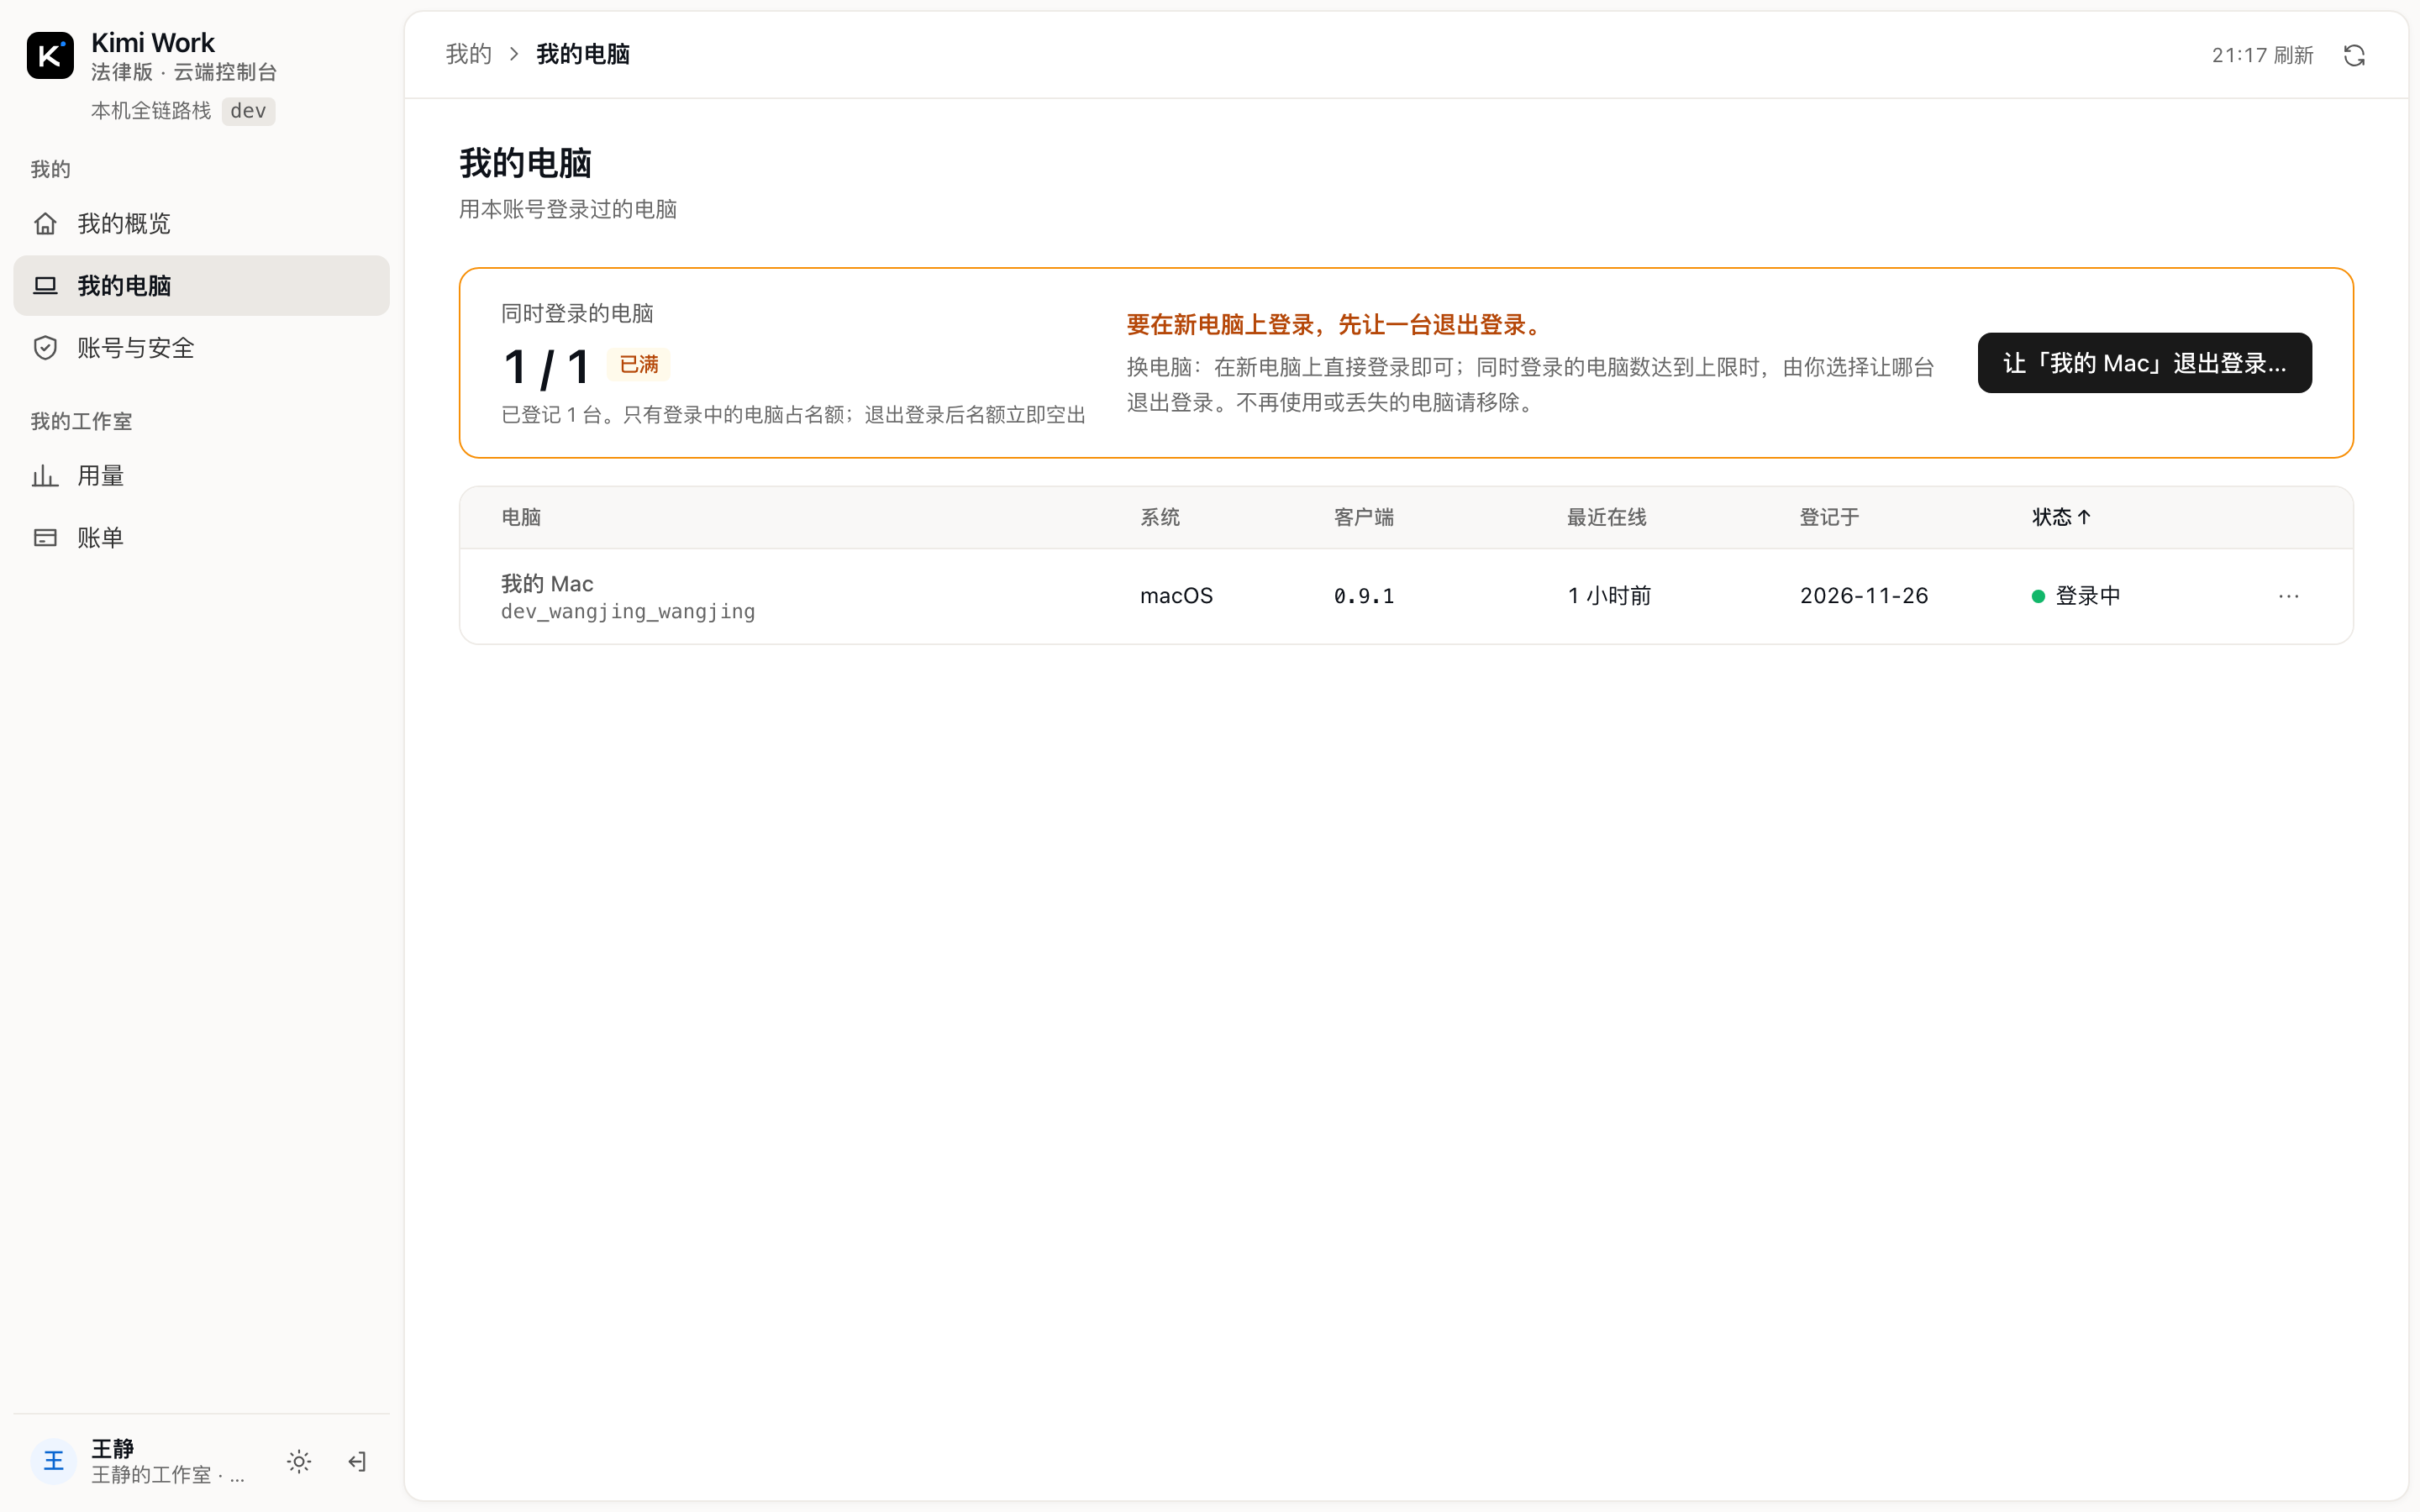 Kimi Work
法律版 · 云端控制台
本机全链路栈 dev
我的
我的概览
我的电脑
账号与安全
我的工作室
用量
账单
王
王静
王静的工作室 · ...
我的 > 我的电脑
21:17 刷新
我的电脑
用本账号登录过的电脑
同时登录的电脑
1 / 1 已满
已登记 1 台。只有登录中的电脑占名额；退出登录后名额立即空出
要在新电脑上登录，先让一台退出登录。
换电脑：在新电脑上直接登录即可；同时登录的电脑数达到上限时，由你选择让哪台
退出登录。不再使用或丢失的电脑请移除。
让「我的 Mac」退出登录...
电脑 系统 客户端 最近在线 登记于 状态 ↑
我的 Mac
dev_wangjing_wangjing
macOS 0.9.1 1 小时前 2026-11-26 登录中 ...